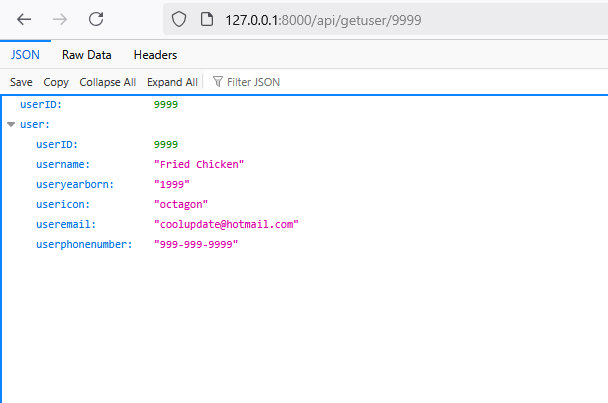 127.0.0.1:8000/api/getuser/9999
JSON Raw Data Headers
Save Copy Collapse All Expand All Filter JSON
userID: 9999
user:
userID: 9999
username: "Fried Chicken"
useryearborn: "1999"
usericon: "octagon"
useremail: "coolupdate@hotmail.com"
userphonenumber: "999-999-9999"